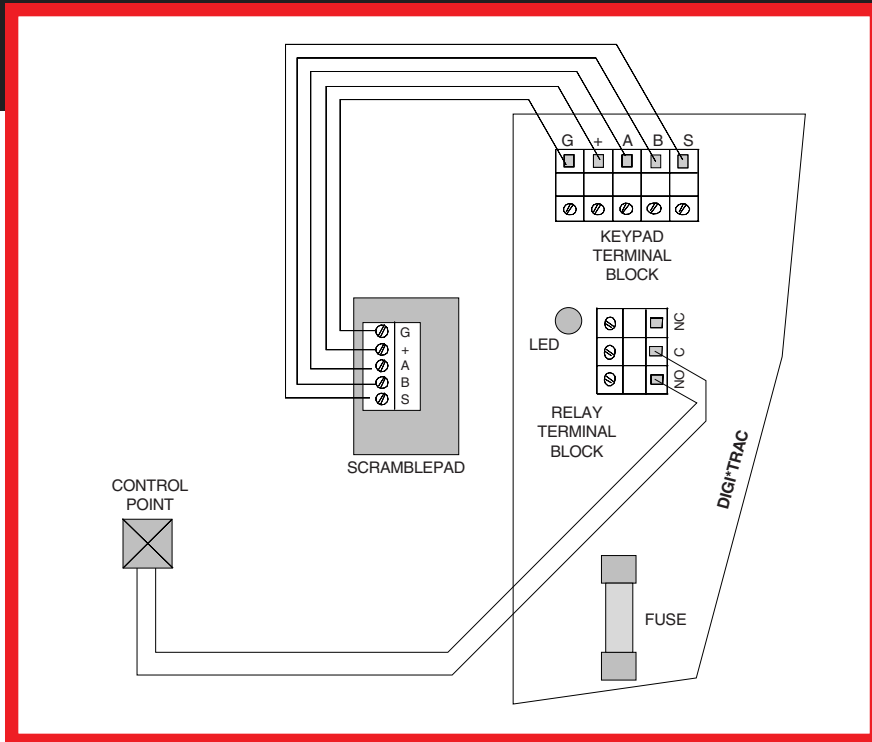 G + A B S
KEYPAD
TERMINAL
BLOCK
LED
NC
C
NO
RELAY
TERMINAL
BLOCK
G
+
A
B
S
SCRAMBLEPAD
CONTROL
POINT
DIGI*TRAC
FUSE